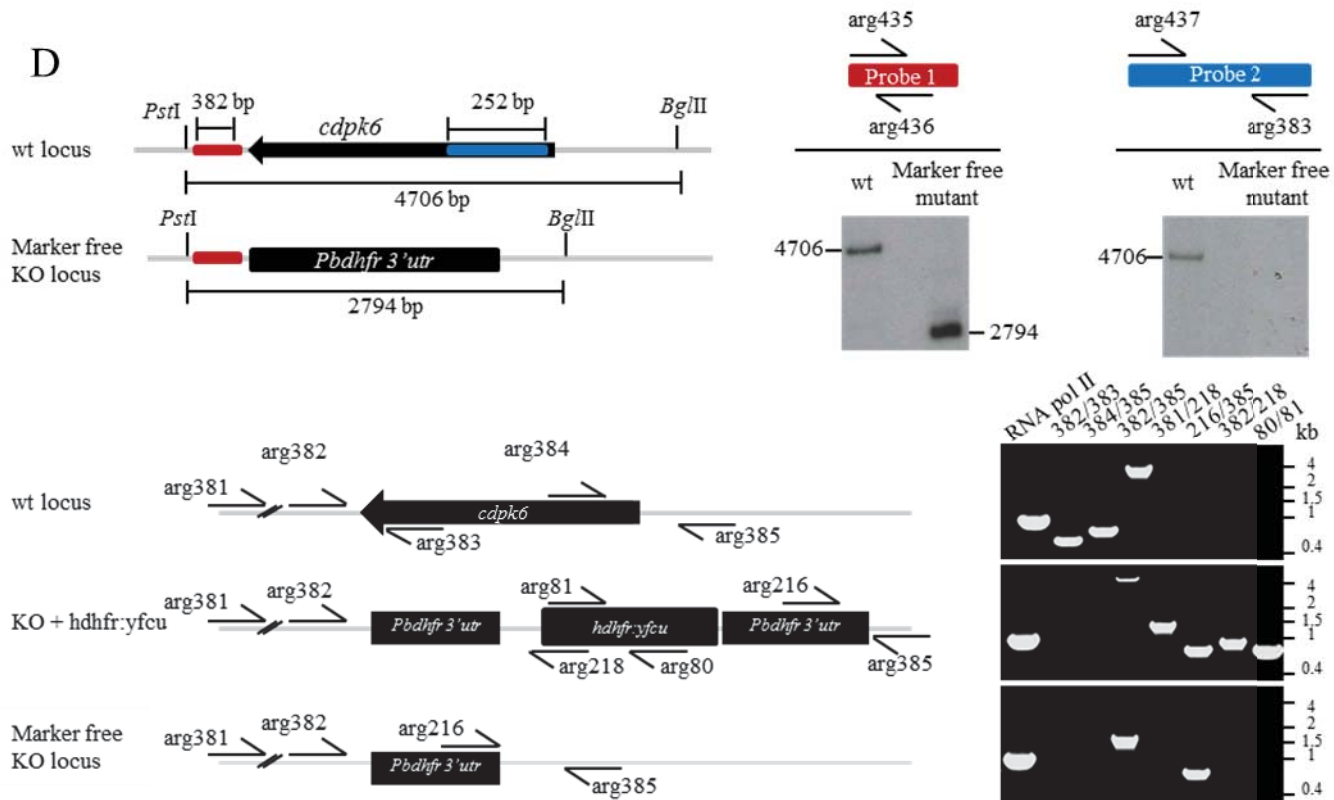 D
PstI
382 bp
cdpk6
252 bp
BglII
wt locus
4706 bp
PstI
BglII
Marker free
KO locus
Pbdhfr 3’utr
2794 bp
arg435
Probe 1
arg436
wt
Marker free
mutant
4706
2794
arg437
Probe 2
arg383
wt
Marker free
mutant
4706
wt locus
arg381
arg382
arg384
cdpk6
arg383
arg385
KO + hdhfr:yfcu
arg381
arg382
arg81
arg216
Pbdhfr 3’utr
hdhfr:yfcu
Pbdhfr 3’utr
arg218
arg80
arg385
Marker free
KO locus
arg381
arg382
arg216
Pbdhfr 3’utr
arg385
RNA pol II
382/383
384/385
382/385
381/218
216/385
382/218
80/81
kb
4
2
1,5
1
0.4
4
2
1,5
1
0.4
4
2
1,5
1
0.4